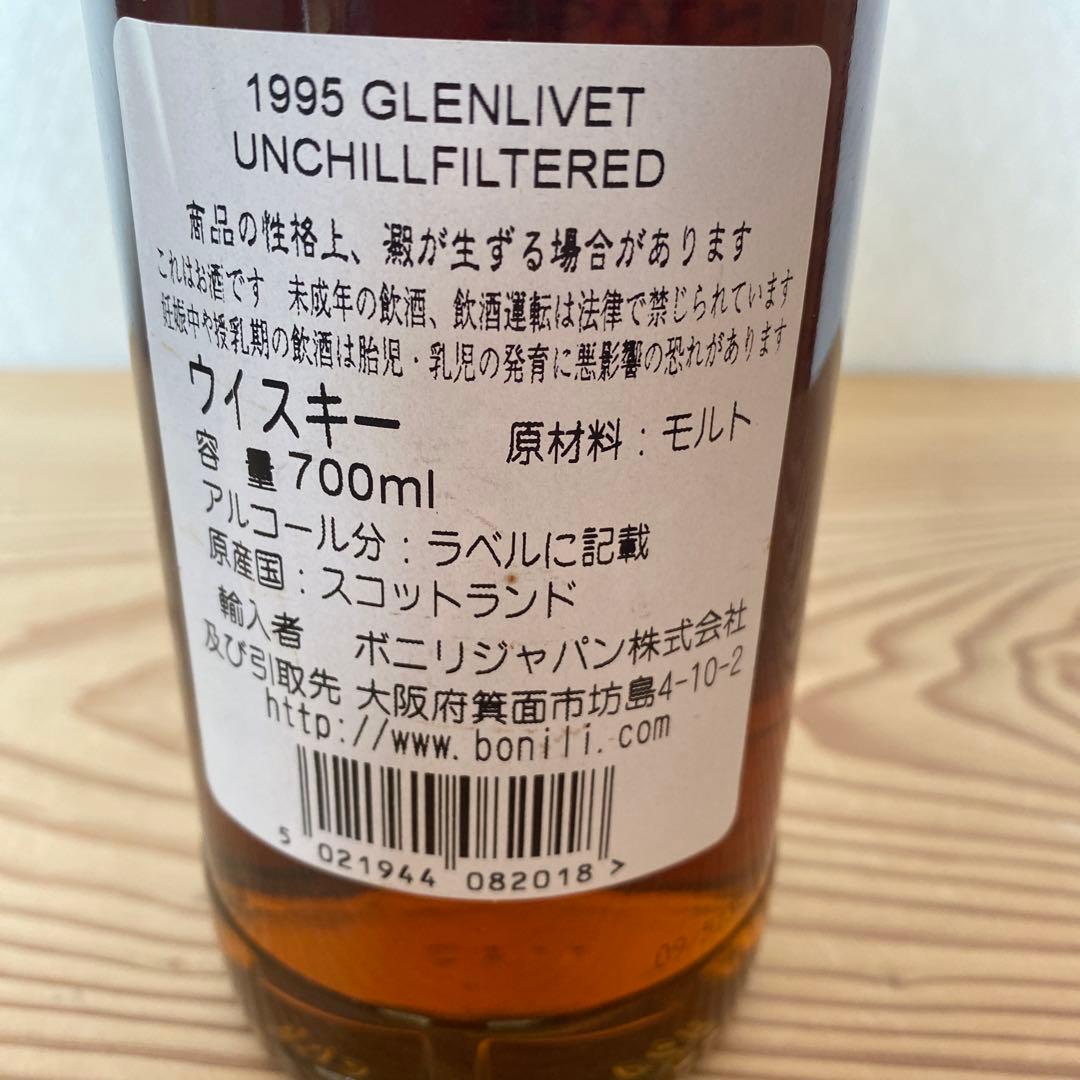 1995 GLENLIVET
UNCHILLFILTERED
商品の性格上、澱が生ずる場合があります
これはお酒です 未成年の飲酒、飲酒運転は法律で禁じられています
妊娠中や授乳期の飲酒は胎児・乳児の発育に悪影響の恐れがあります
ウイスキー 原材料:モルト
容 量 700ml
アルコール分:ラベルに記載
原産国:スコットランド
輸入者 ボニリジャパン株式会社
及び引取先 大阪府箕面市坊島4-10-2
http://www.bonili.com
5 021944 082018 >